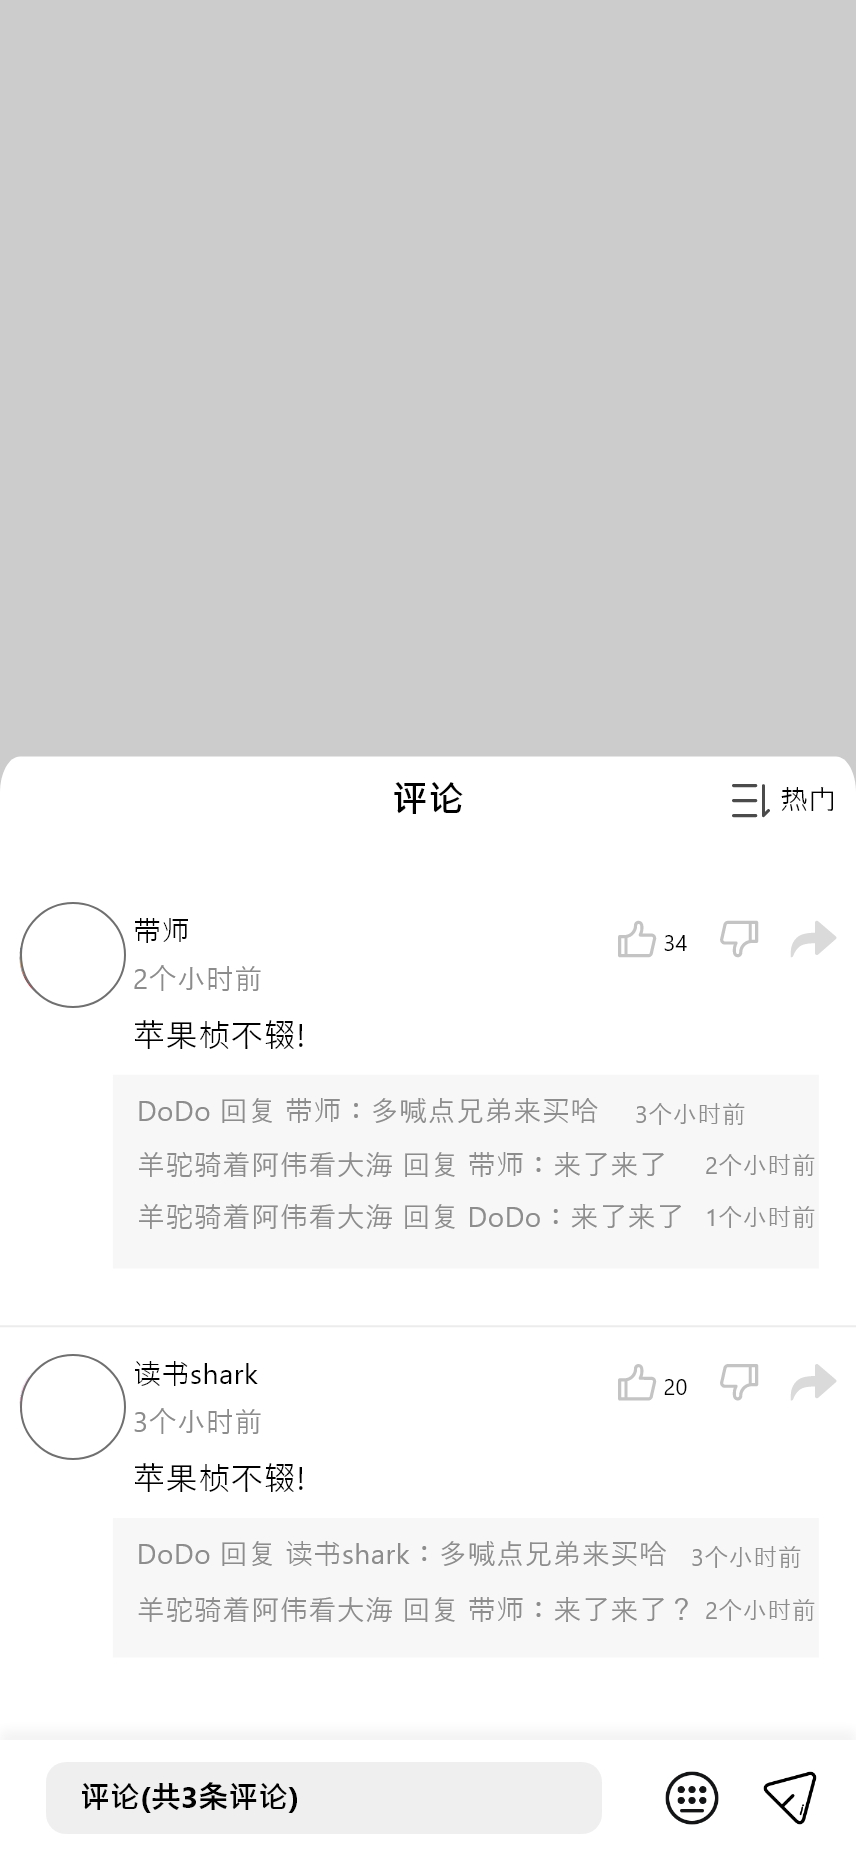 评论
热门
带师
34
2个小时前
苹果桢不辍!
DoDo 回复 带师：多喊点兄弟来买哈 3个小时前
羊驼骑着阿伟看大海 回复 带师：来了来了 2个小时前
羊驼骑着阿伟看大海 回复 DoDo：来了来了 1个小时前
读书shark
20
3个小时前
苹果桢不辍!
DoDo 回复 读书shark：多喊点兄弟来买哈 3个小时前
羊驼骑着阿伟看大海 回复 带师：来了来了？ 2个小时前
评论(共3条评论)